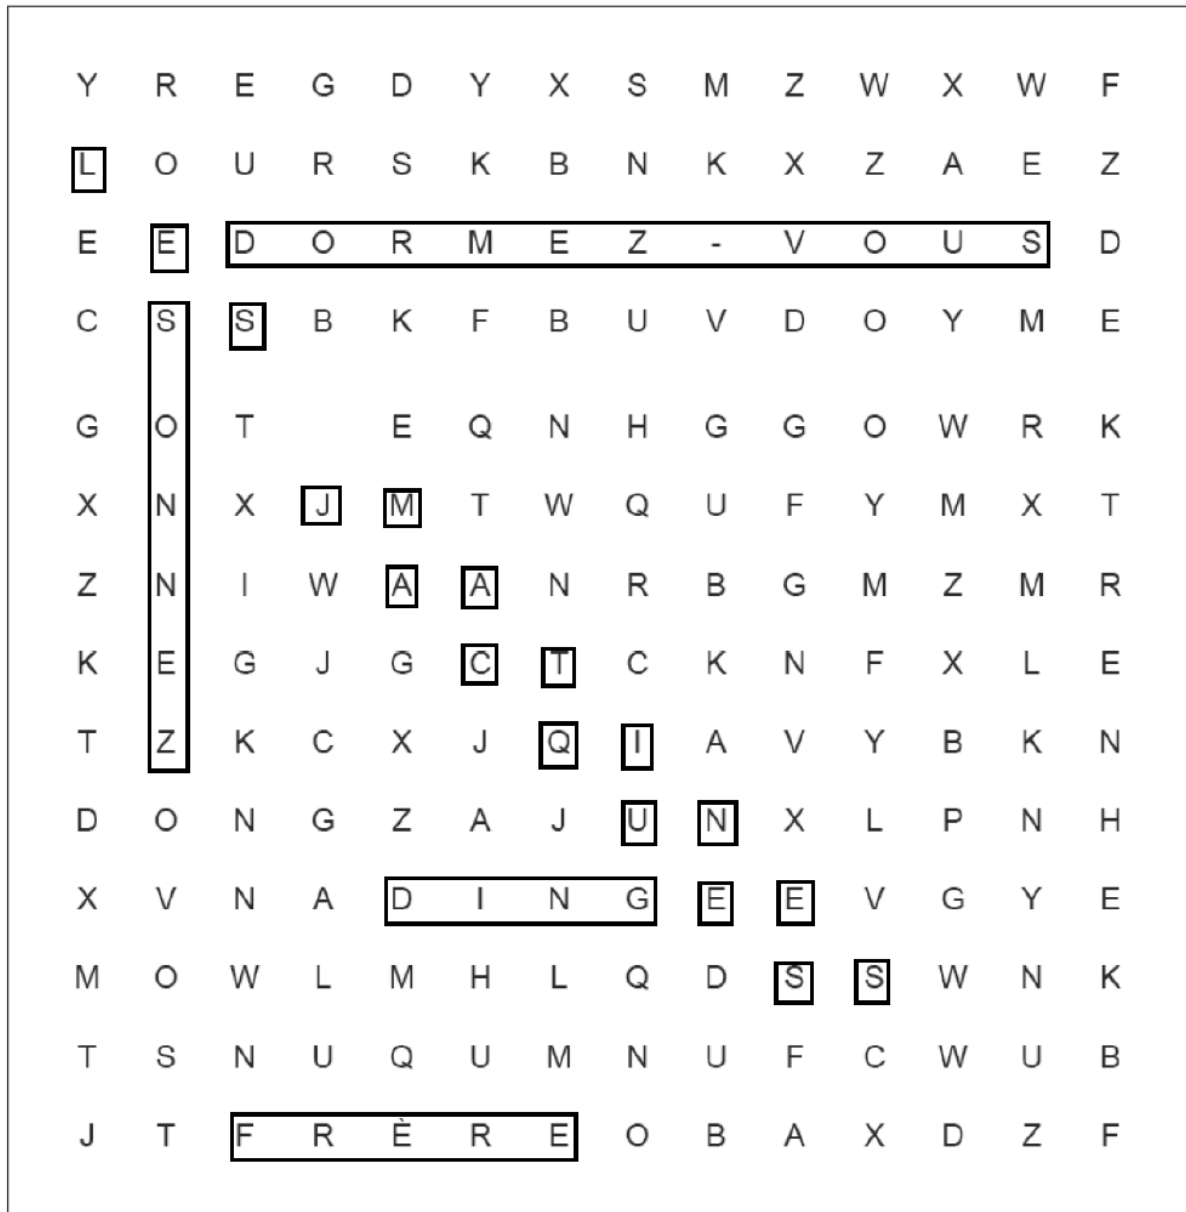 Y R E G D Y X S M Z W X W F
L O U R S K B N K X Z A E Z
E E D O R M E Z - V O U S D
C S S B K F B U V D O Y M E
G O T E Q N H G G O W R K
X N X J M T W Q U F Y M X T
Z N I W A A N R B G M Z M R
K E G J G C T C K N F X L E
T Z K C X J Q I A V Y B K N
D O N G Z A J U N X L P N H
X V N A D I N G E E V G Y E
M O W L M H L Q D S S W N K
T S N U Q U M N U F C W U B
J T F R È R E O B A X D Z F